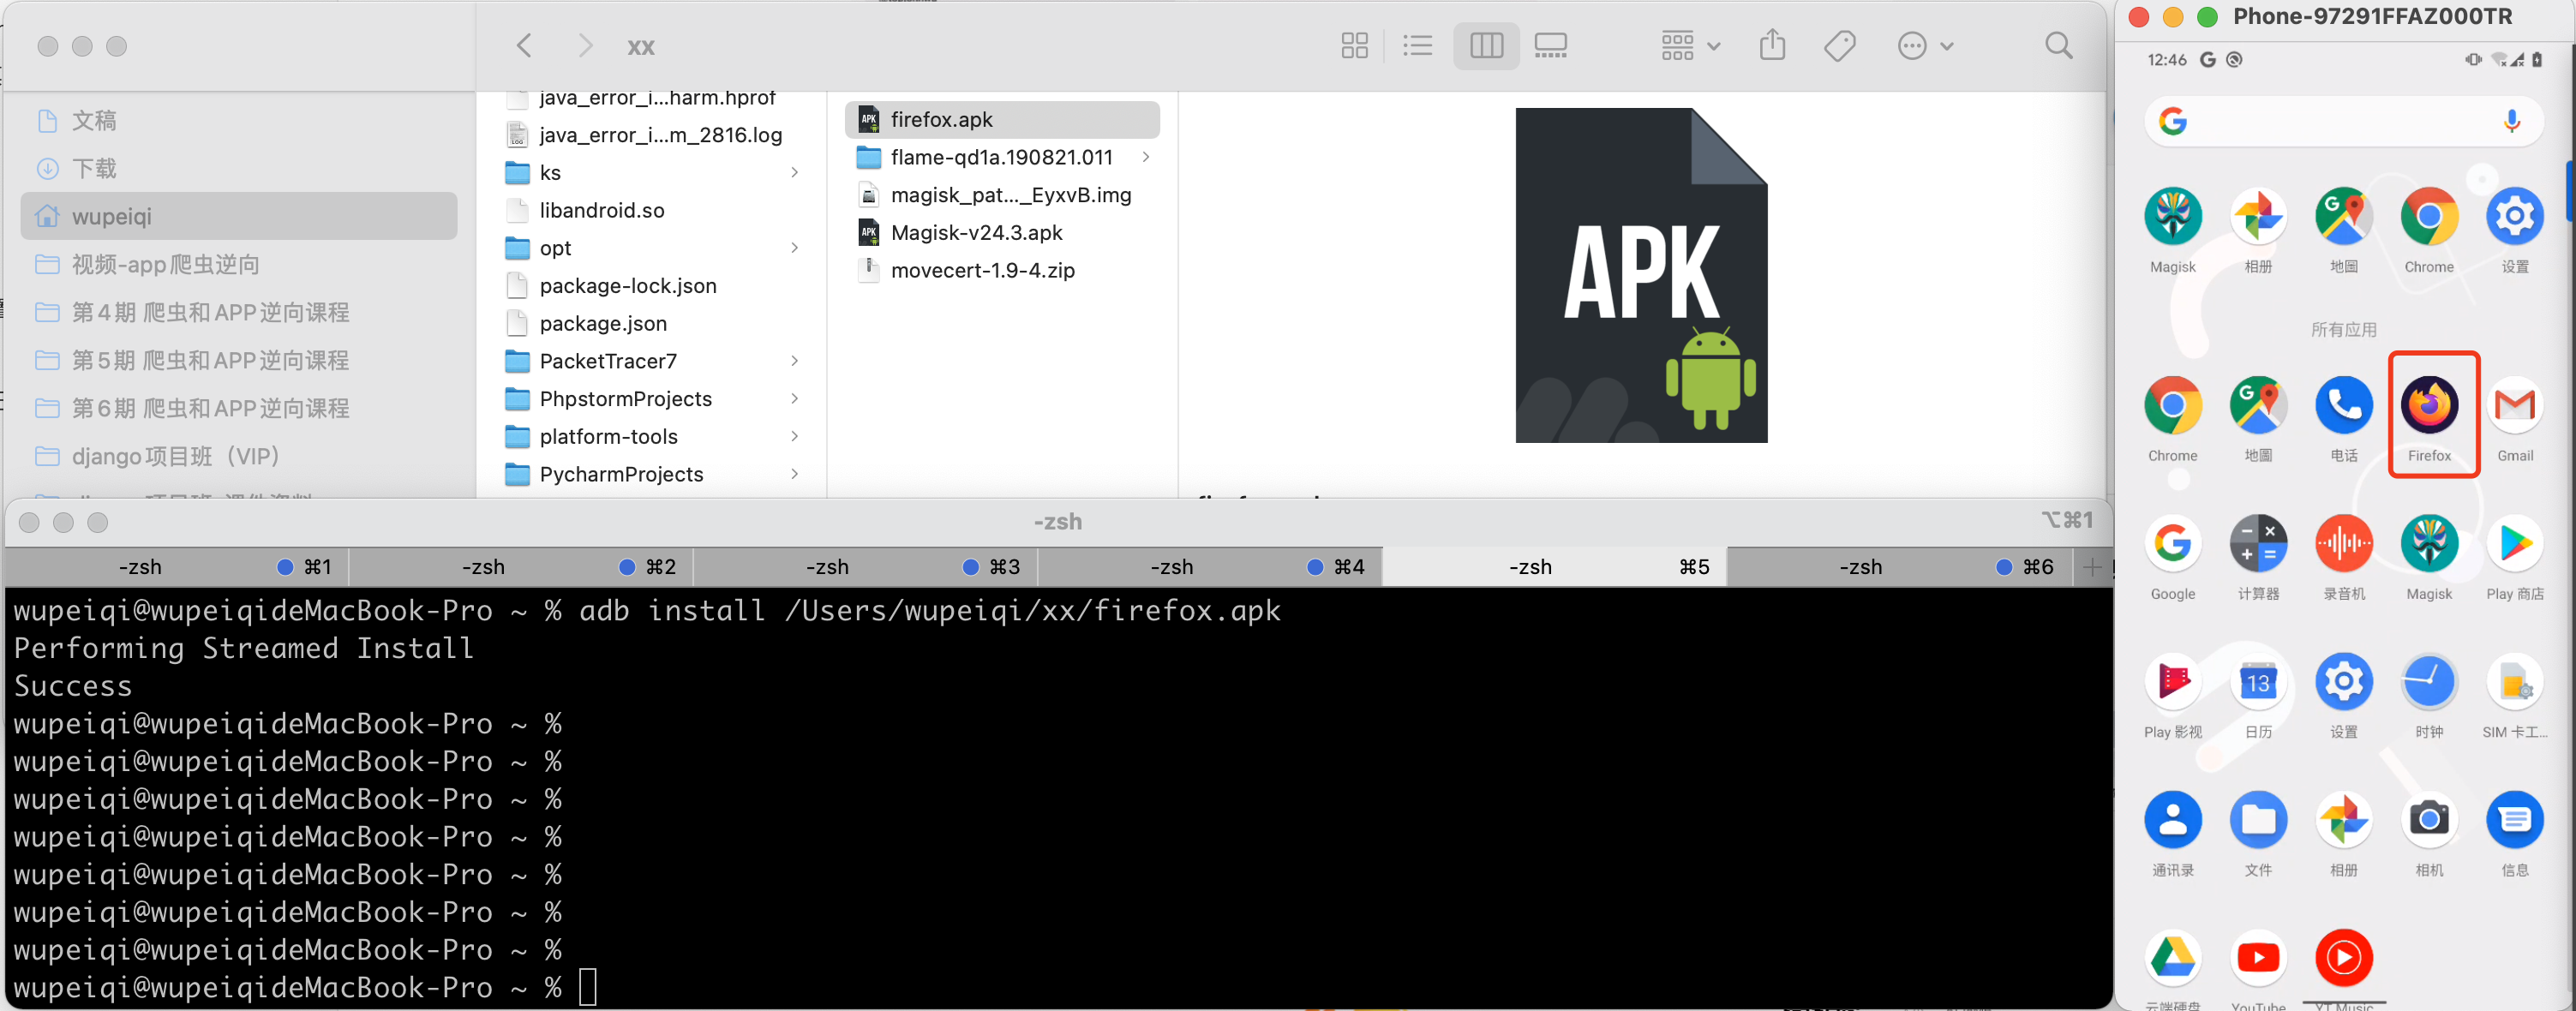 xx
文稿
下载
wupeiqi
视频-app爬虫逆向
第4期 爬虫和APP逆向课程
第5期 爬虫和APP逆向课程
第6期 爬虫和APP逆向课程
django项目班（VIP）
java_error_i...harm.hprof
java_error_i...m_2816.log
ks
libandroid.so
opt
package-lock.json
package.json
PacketTracer7
PhpstormProjects
platform-tools
PycharmProjects
firefox.apk
flame-qd1a.190821.011
magisk_pat..._EyxvB.img
Magisk-v24.3.apk
movecert-1.9-4.zip
APK
-zsh
⌥⌘1
-zsh ⌘1
-zsh ⌘2
-zsh ⌘3
-zsh ⌘4
-zsh ⌘5
-zsh ⌘6
wupeiqi@wupeiqideMacBook-Pro ~ % adb install /Users/wupeiqi/xx/firefox.apk
Performing Streamed Install
Success
wupeiqi@wupeiqideMacBook-Pro ~ %
wupeiqi@wupeiqideMacBook-Pro ~ %
wupeiqi@wupeiqideMacBook-Pro ~ %
wupeiqi@wupeiqideMacBook-Pro ~ %
wupeiqi@wupeiqideMacBook-Pro ~ %
wupeiqi@wupeiqideMacBook-Pro ~ %
wupeiqi@wupeiqideMacBook-Pro ~ %
wupeiqi@wupeiqideMacBook-Pro ~ %
Phone-97291FFAZ000TR
12:46
Magisk 相册 地圖 Chrome 设置
所有应用
Chrome 地圖 电话 Firefox Gmail
Google 计算器 录音机 Magisk Play 商店
13
Play 影视 日历 设置 时钟 SIM 卡工...
通讯录 文件 相册 相机 信息
云端硬盘 YouTube YT Music